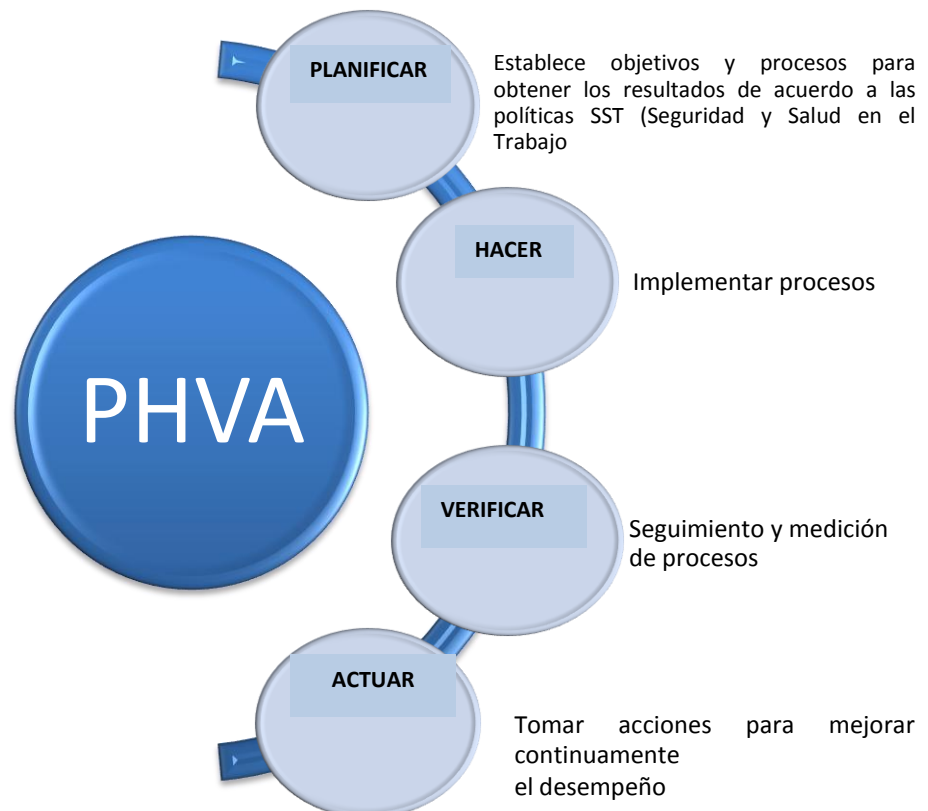 PLANIFICAR
Establece objetivos y procesos para
obtener los resultados de acuerdo a las
políticas SST (Seguridad y Salud en el
Trabajo
HACER
Implementar procesos
PHVA
VERIFICAR
Seguimiento y medición
de procesos
ACTUAR
Tomar acciones para mejorar
continuamente
el desempeño